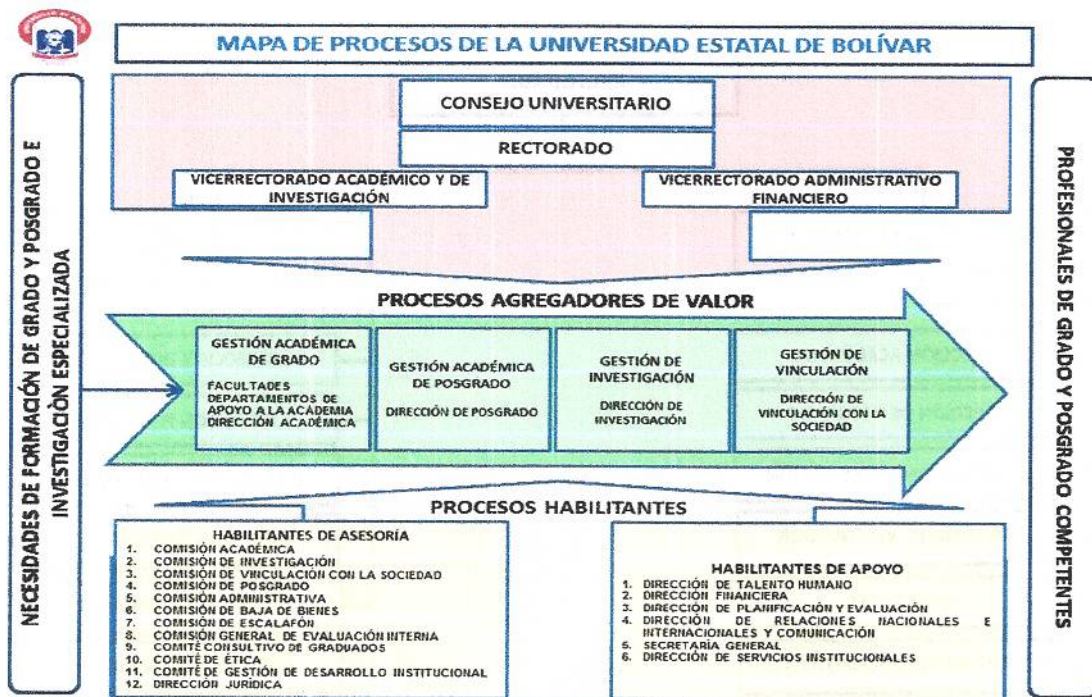 MAPA DE PROCESOS DE LA UNIVERSIDAD ESTATAL DE BOLÍVAR
NECESIDADES DE FORMACIÓN DE GRADO Y POSGRADO E
INVESTIGACIÓN ESPECIALIZADA
CONSEJO UNIVERSITARIO
RECTORADO
VICERRECTORADO ACADÉMICO Y DE
INVESTIGACIÓN
VICERRECTORADO ADMINISTRATIVO
FINANCIERO
PROCESOS AGREGADORES DE VALOR
GESTIÓN ACADÉMICA
DE GRADO
FACULTADES
DEPARTAMENTOS DE
APOYO A LA ACADEMIA
DIRECCIÓN ACADÉMICA
GESTIÓN ACADÉMICA
DE POSGRADO
DIRECCIÓN DE POSGRADO
GESTIÓN DE
INVESTIGACIÓN
DIRECCIÓN DE
INVESTIGACIÓN
GESTIÓN DE
VINCULACIÓN
DIRECCIÓN DE
VINCULACIÓN CON LA
SOCIEDAD
PROCESOS HABILITANTES
HABILITANTES DE ASESORÍA
1. COMISIÓN ACADÉMICA
2. COMISIÓN DE INVESTIGACIÓN
3. COMISIÓN DE VINCULACIÓN CON LA SOCIEDAD
4. COMISIÓN DE POSGRADO
5. COMISIÓN ADMINISTRATIVA
6. COMISIÓN DE BAJA DE BIENES
7. COMISIÓN DE ESCALAFÓN
8. COMISIÓN GENERAL DE EVALUACIÓN INTERNA
9. COMITÉ CONSULTIVO DE GRADUADOS
10. COMITÉ DE ÉTICA
11. COMITÉ DE GESTIÓN DE DESARROLLO INSTITUCIONAL
12. DIRECCIÓN JURÍDICA
HABILITANTES DE APOYO
1. DIRECCIÓN DE TALENTO HUMANO
2. DIRECCIÓN FINANCIERA
3. DIRECCIÓN DE PLANIFICACIÓN Y EVALUACIÓN
4. DIRECCIÓN DE RELACIONES NACIONALES E
INTERNACIONALES Y COMUNICACIÓN
5. SECRETARÍA GENERAL
6. DIRECCIÓN DE SERVICIOS INSTITUCIONALES
PROFESIONALES DE GRADO Y POSGRADO COMPETENTES